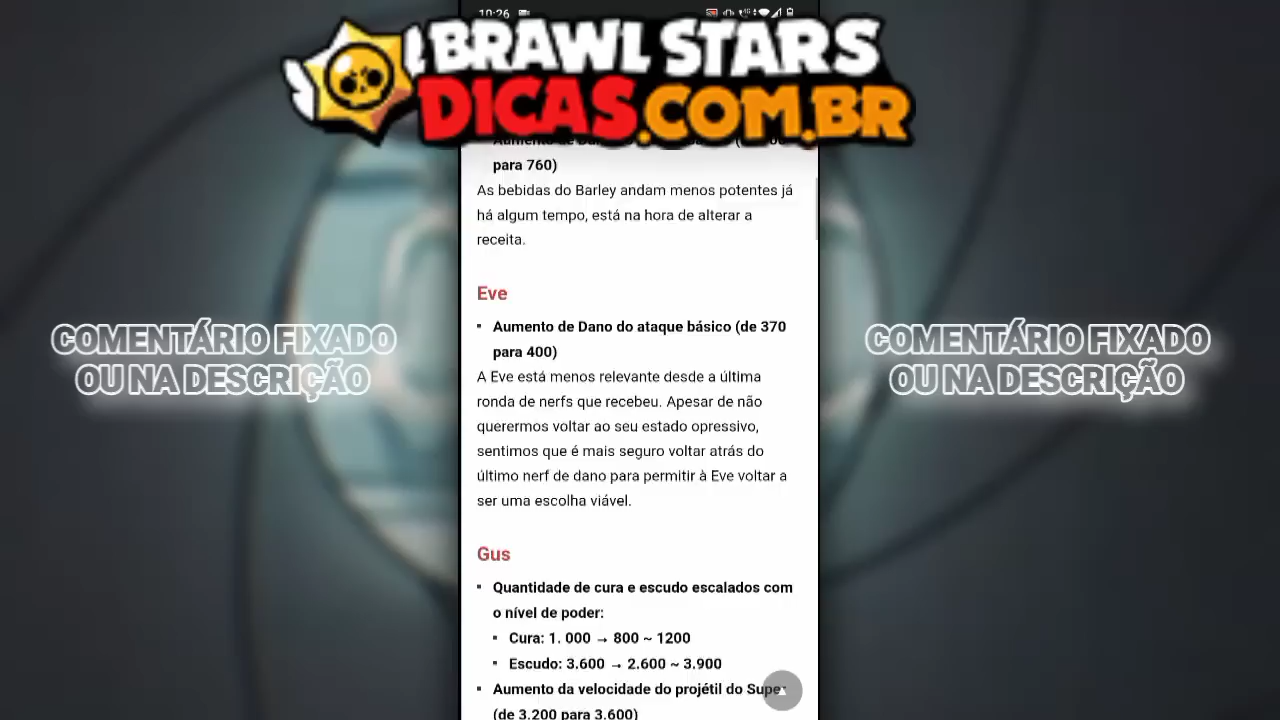 10:26
BRAWL STARS
DICAS.COM.BR
Aumento de
para 760)
As bebidas do Barley andam menos potentes já
há algum tempo, está na hora de alterar a
receita.
Eve
Aumento de Dano do ataque básico (de 370
para 400)
A Eve está menos relevante desde a última
ronda de nerfs que recebeu. Apesar de não
querermos voltar ao seu estado opressivo,
sentimos que é mais seguro voltar atrás do
último nerf de dano para permitir à Eve voltar a
ser uma escolha viável.
Gus
Quantidade de cura e escudo escalados com
o nível de poder:
Cura: 1. 000 → 800 ~ 1200
Escudo: 3.600 → 2.600 ~ 3.900
Aumento da velocidade do projétil do Super
(de 3.200 para 3.600)
COMENTÁRIO FIXADO
OU NA DESCRIÇÃO
COMENTÁRIO FIXADO
OU NA DESCRIÇÃO